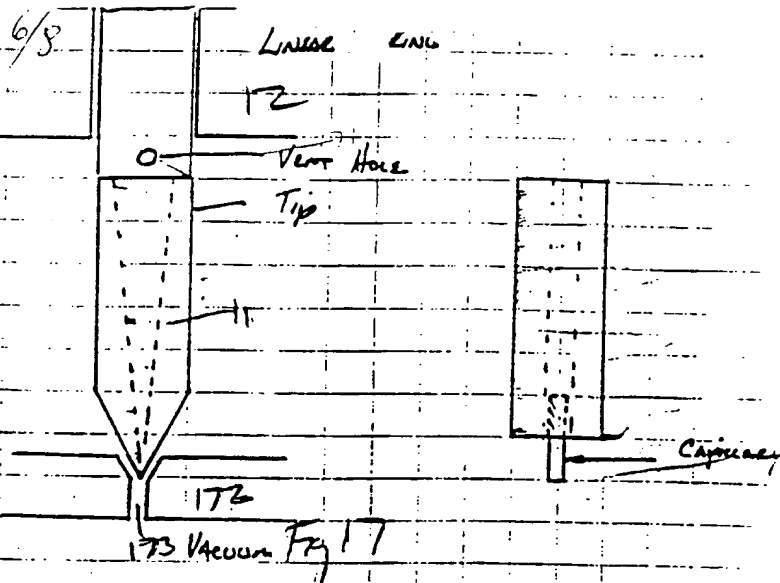 6/8
LINEAR
12
VENT HOLE
Tip
11
CAPILLARY
172
173 VACUUM Fig 17